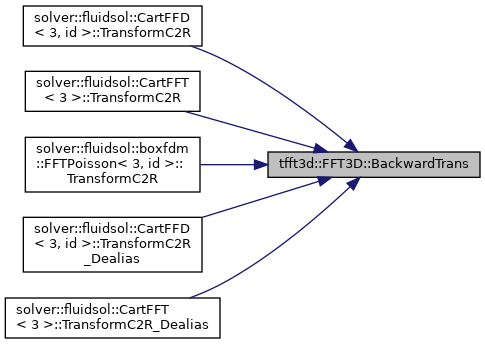 solver::fluidsol::CartFFD
< 3, id >::TransformC2R
solver::fluidsol::CartFFT
< 3 >::TransformC2R
solver::fluidsol::boxfdm
::FFTPoisson< 3, id >::
TransformC2R
tfft3d::FFT3D::BackwardTrans
solver::fluidsol::CartFFD
< 3, id >::TransformC2R
_Dealias
solver::fluidsol::CartFFT
< 3 >::TransformC2R_Dealias